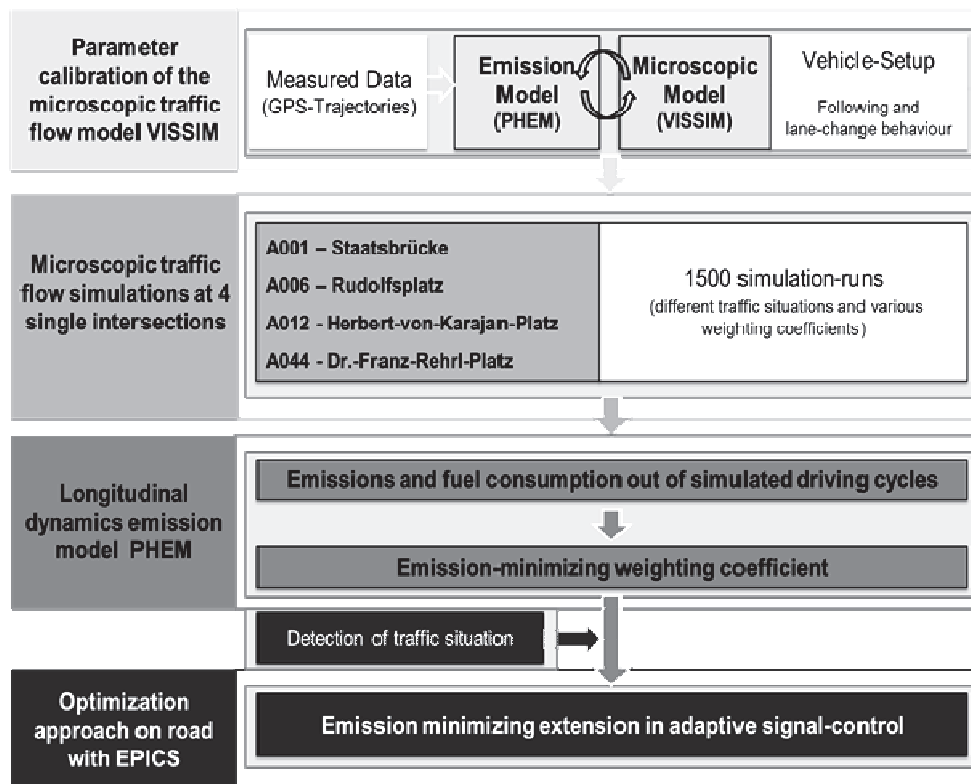 Parameter
calibration of the
microscopic traffic
flow model VISSIM
Measured Data
(GPS-Trajectories)
Emission
Model
(PHEM)
Microscopic
Model
(VISSIM)
Vehicle-Setup
Following and
lane-change behaviour
Microscopic traffic
flow simulations at 4
single intersections
A001 – Staatsbrücke
A006 – Rudolfsplatz
A012 - Herbert-von-Karajan-Platz
A044 - Dr.-Franz-Rehrl-Platz
1500 simulation-runs
(different traffic situations and various
weighting coefficients)
Longitudinal
dynamics emission
model PHEM
Emissions and fuel consumption out of simulated driving cycles
Emission-minimizing weighting coefficient
Detection of traffic situation
Optimization
approach on road
with EPICS
Emission minimizing extension in adaptive signal-control